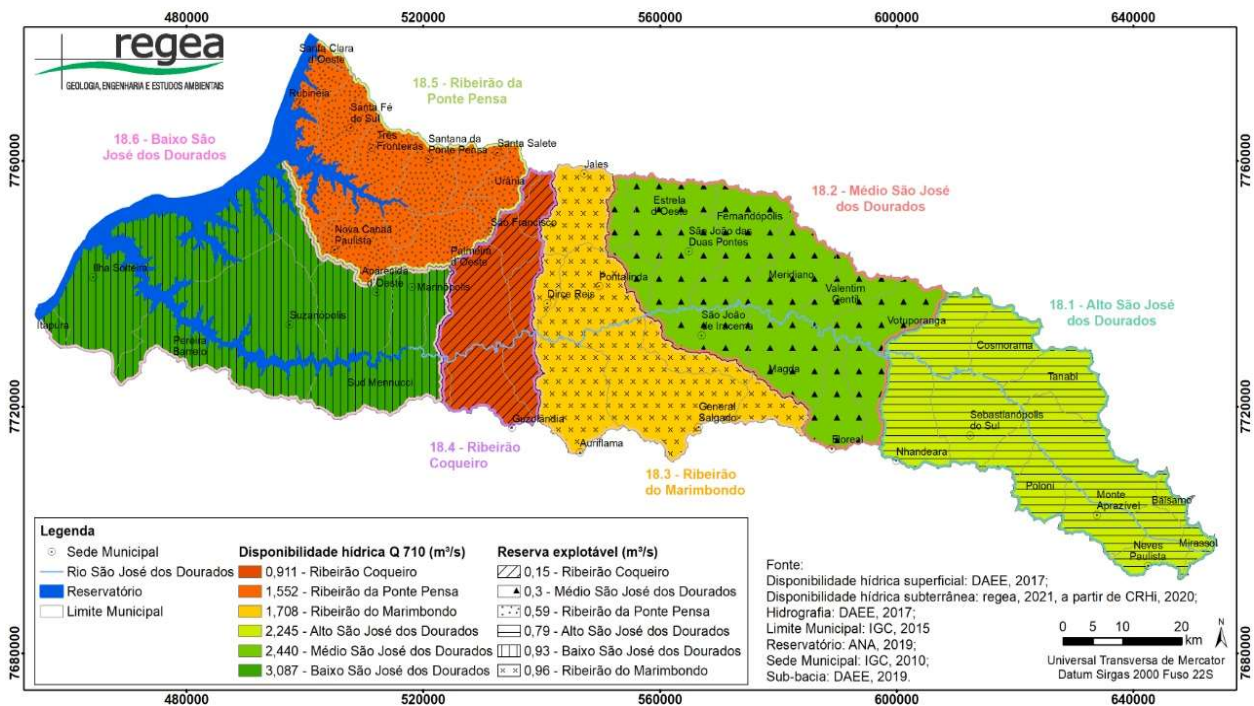 480000 520000 560000 600000 640000
regea
GEOLOGIA, ENGENHARIA E ESTUDOS AMBIENTAIS
7760000
7720000
7680000
7760000
7720000
7680000
18.5 - Ribeirão da
Ponte Pensa
18.6 - Baixo São
José dos Dourados
18.2 - Médio São José
dos Dourados
18.1 - Alto São José
dos Dourados
18.4 - Ribeirão
Coqueiro
18.3 - Ribeirão
do Marimbondo
Santa Clara
d'Oeste
Rubinéia
Santa Fé
do Sul
Três
Fronteiras
Santana da
Ponte Pensa
Santa Salete
Urânia
Jales
São Francisco
Nova Canaã
Paulista
Palmeira
d'Oeste
Aparecida
d'Oeste
Marinópolis
Ilha Solteira
Suzanápolis
Itapura
Pereira
Barreto
Sud Mennucci
Guzolândia
Auriflama
Dirce Reis
Pontalinda
Estrela
d'Oeste
Fernandópolis
São João das
Duas Pontes
Meridiano
Valentim
Gentil
Votuporanga
São João
de Iracema
Magda
General
Salgado
Floreal
Nhandeara
Cosmorama
Tanabi
Sebastianópolis
do Sul
Poloni
Monte
Aprazível
Bálsamo
Neves
Paulista
Mirassol
Legenda
Sede Municipal
Rio São José dos Dourados
Reservatório
Limite Municipal
Disponibilidade hídrica Q 710 (m³/s)
0,911 - Ribeirão Coqueiro
1,552 - Ribeirão da Ponte Pensa
1,708 - Ribeirão do Marimbondo
2,245 - Alto São José dos Dourados
2,440 - Médio São José dos Dourados
3,087 - Baixo São José dos Dourados
Reserva explotável (m³/s)
0,15 - Ribeirão Coqueiro
0,3 - Médio São José dos Dourados
0,59 - Ribeirão da Ponte Pensa
0,79 - Alto São José dos Dourados
0,93 - Baixo São José dos Dourados
0,96 - Ribeirão do Marimbondo
Fonte:
Disponibilidade hídrica superficial: DAEE, 2017;
Disponibilidade hídrica subterrânea: regea, 2021, a partir de CRHi, 2020;
Hidrografia: DAEE, 2017;
Limite Municipal: IGC, 2015
Reservatório: ANA, 2019;
Sede Municipal: IGC, 2010;
Sub-bacia: DAEE, 2019.
0 5 10 20
km
N
Universal Transversa de Mercator
Datum Sirgas 2000 Fuso 22S
480000 520000 560000 600000 640000